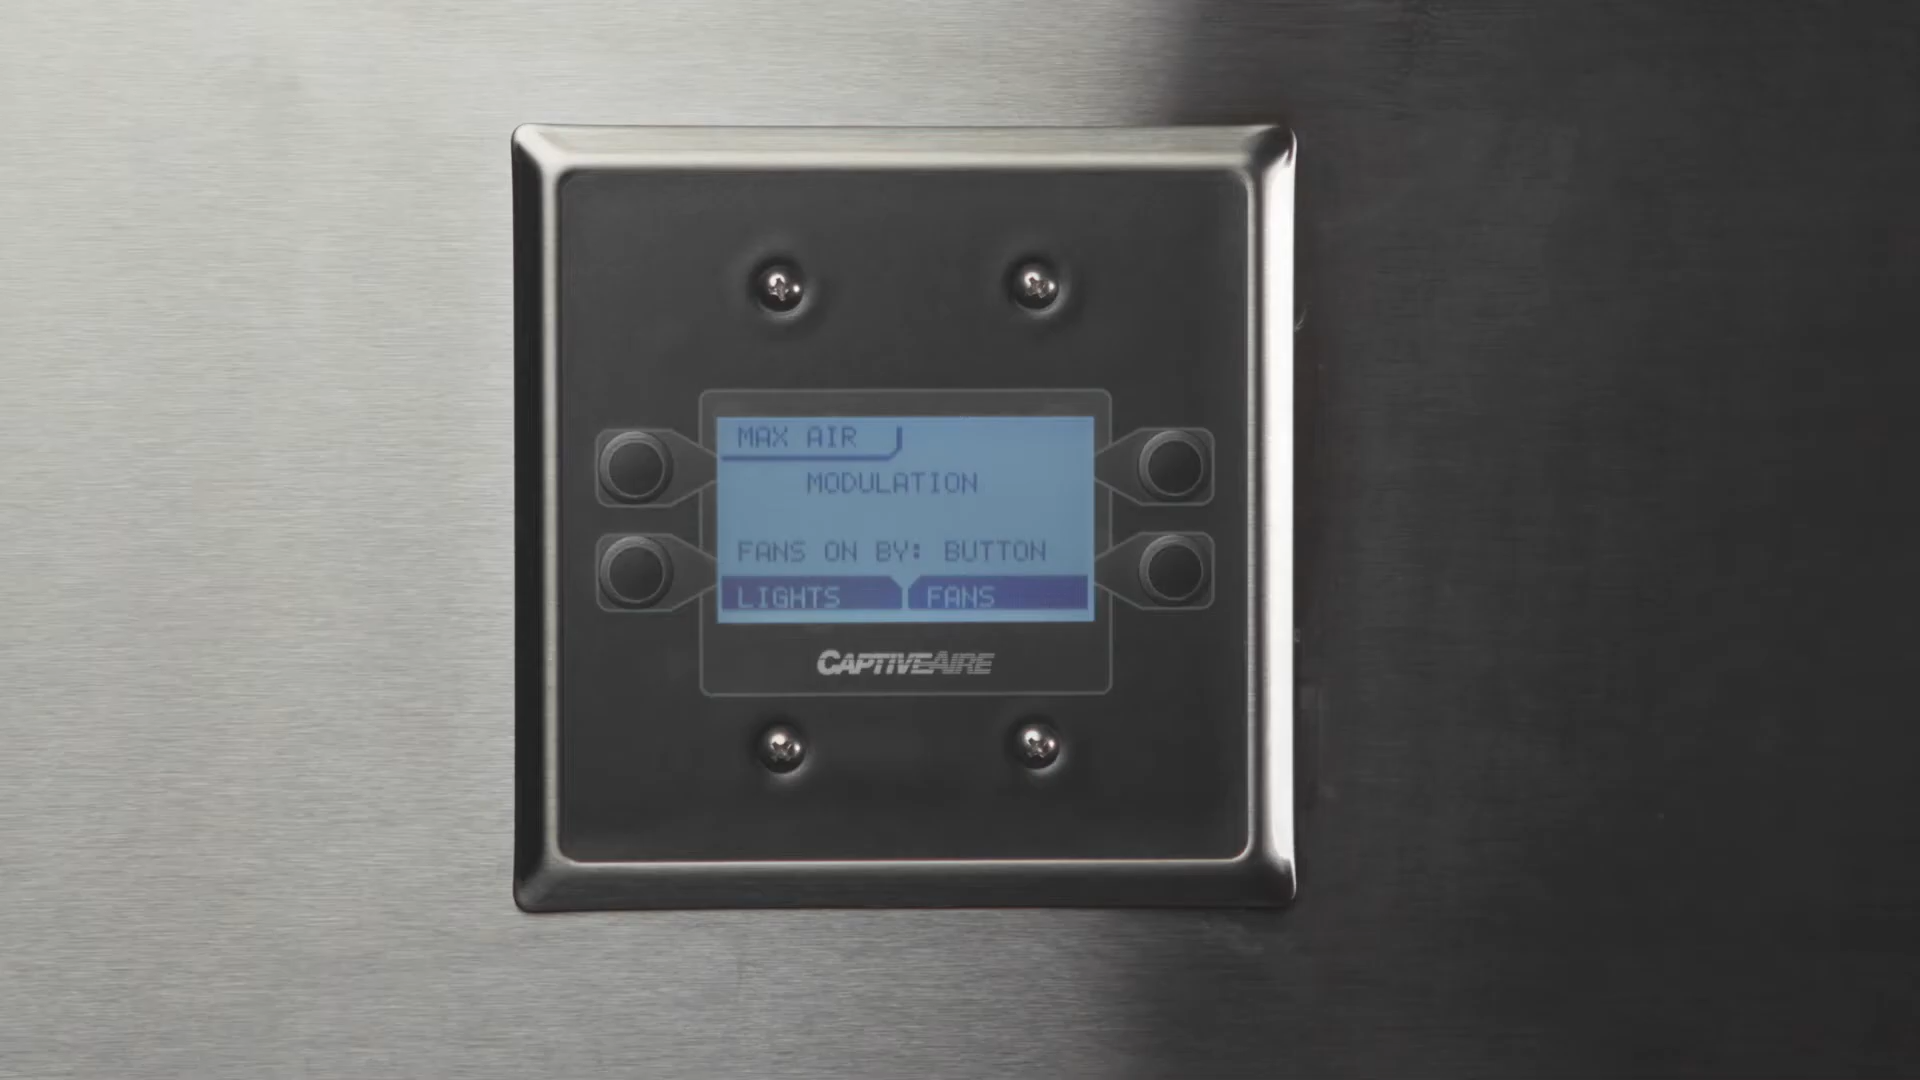 MAX AIR
MODULATION
FANS ON BY: BUTTON
LIGHTS FANS
CAPTIVEAIRE